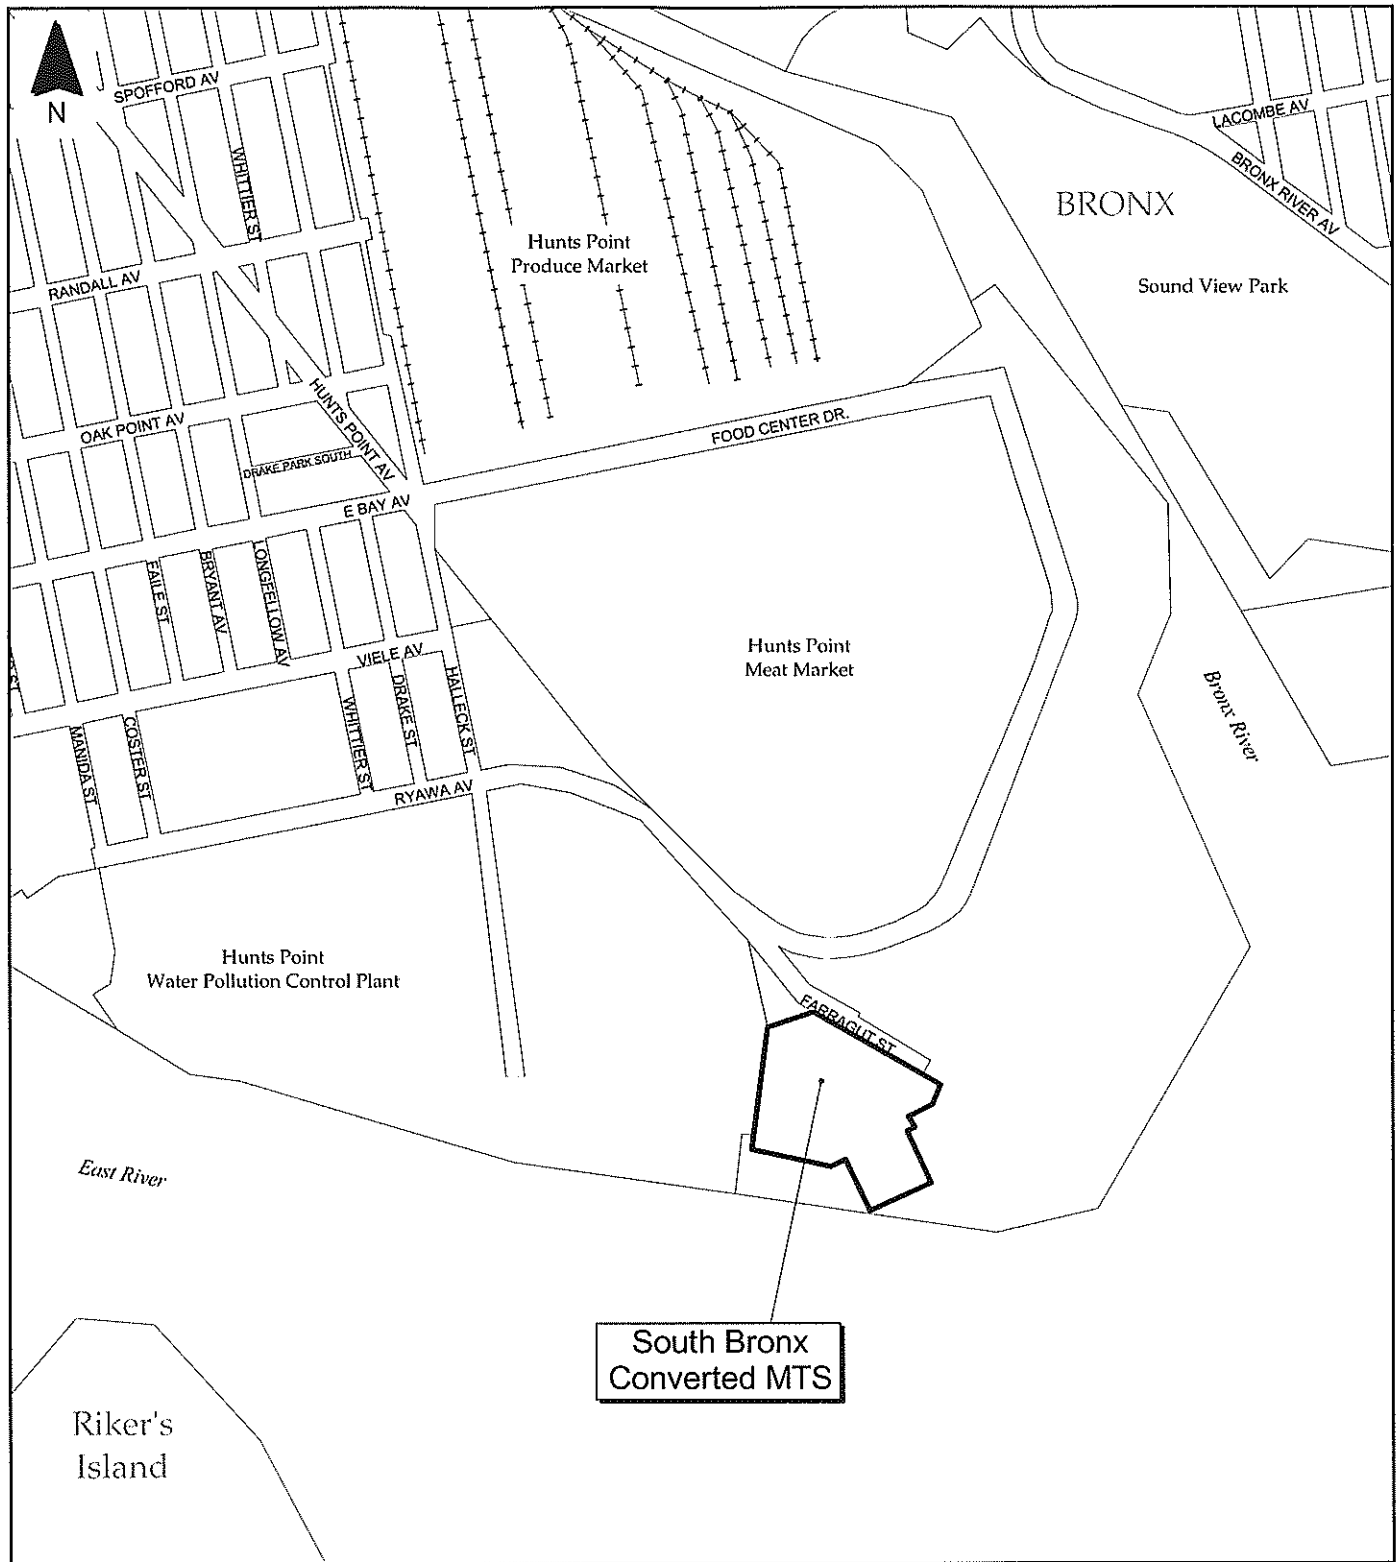 N
SPOFFORD AV
WHITTIER ST
LACOMBE AV
BRONX RIVER AV
BRONX
Hunts Point
Produce Market
Sound View Park
RANDALL AV
HUNTS POINT AV
OAK POINT AV
FOOD CENTER DR.
DRAKE PARK SOUTH
E BAY AV
FAILE ST
BRYANT AV
LONGFELLOW AV
VIELE AV
Hunts Point
Meat Market
Bronx River
WHITTIER ST
DRAKE ST
HALLECK ST
MANIDA ST
COSTER ST
RYAWA AV
Hunts Point
Water Pollution Control Plant
FARRAGUT ST
East River
South Bronx
Converted MTS
Riker's
Island